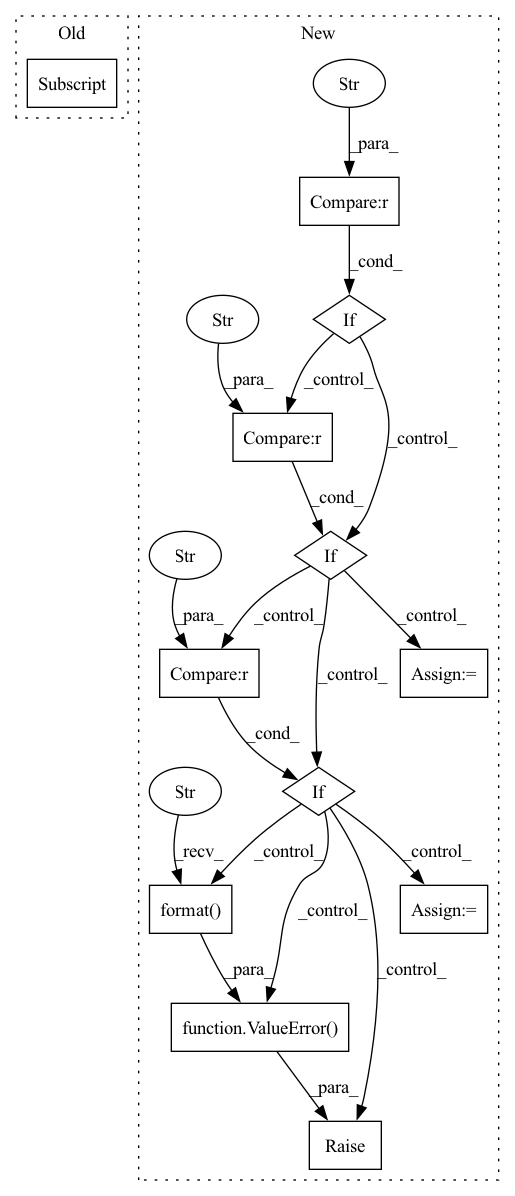 Old
New
Subscript
Str
_para_
Compare:r
_cond_
Str
If
_para_
_control_
_control_
Compare:r
_cond_
Str
If
_para_
_control_
_control_
_control_
Compare:r
Assign:=
_cond_
Str
If
_recv_
_control_
_control_
_control_
_control_
format()
Assign:=
_para_
function.ValueError()
_para_
Raise